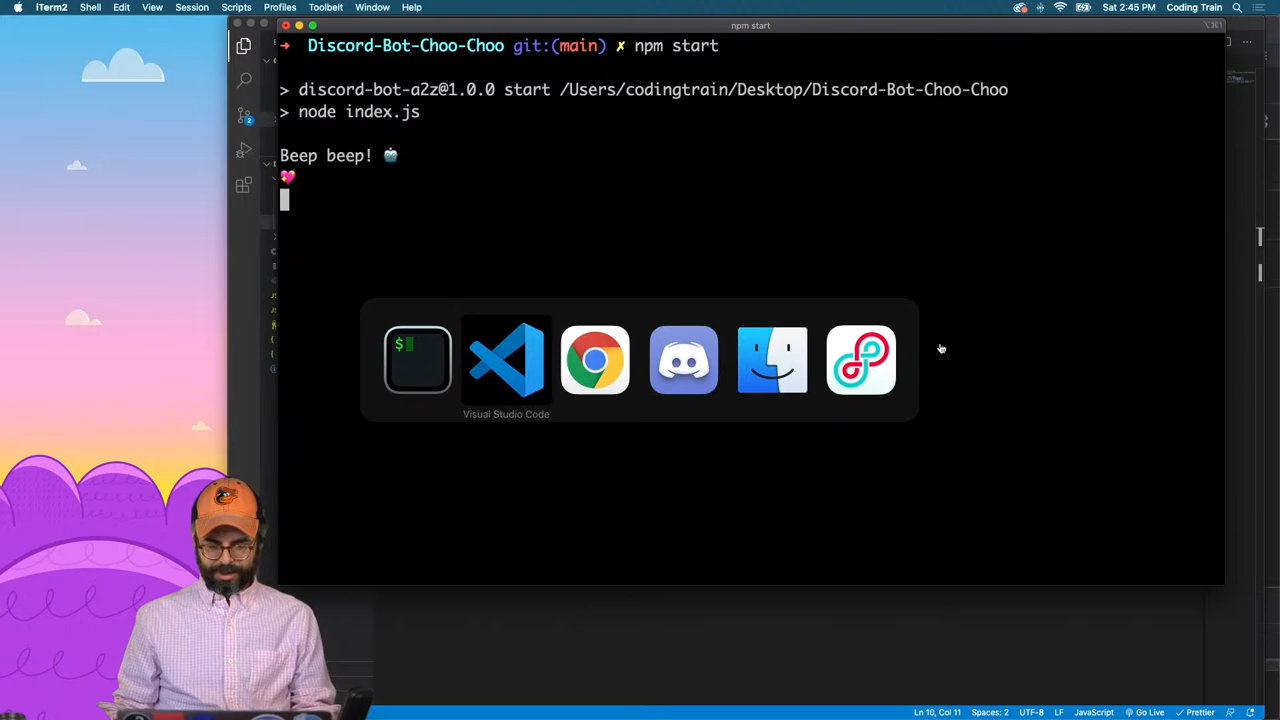 iTerm2 Shell Edit View Session Scripts Profiles Toolbelt Window Help
Sat 2:45 PM Coding Train
npm start
⌥⌘1
➜ Discord-Bot-Choo-Choo git:(main) ✗ npm start
> discord-bot-a2z@1.0.0 start /Users/codingtrain/Desktop/Discord-Bot-Choo-Choo
> node index.js
Beep beep! 🤖
💖
$
Visual Studio Code
2
Ln 10, Col 11 Spaces: 2 UTF-8 LF JavaScript Go Live Prettier